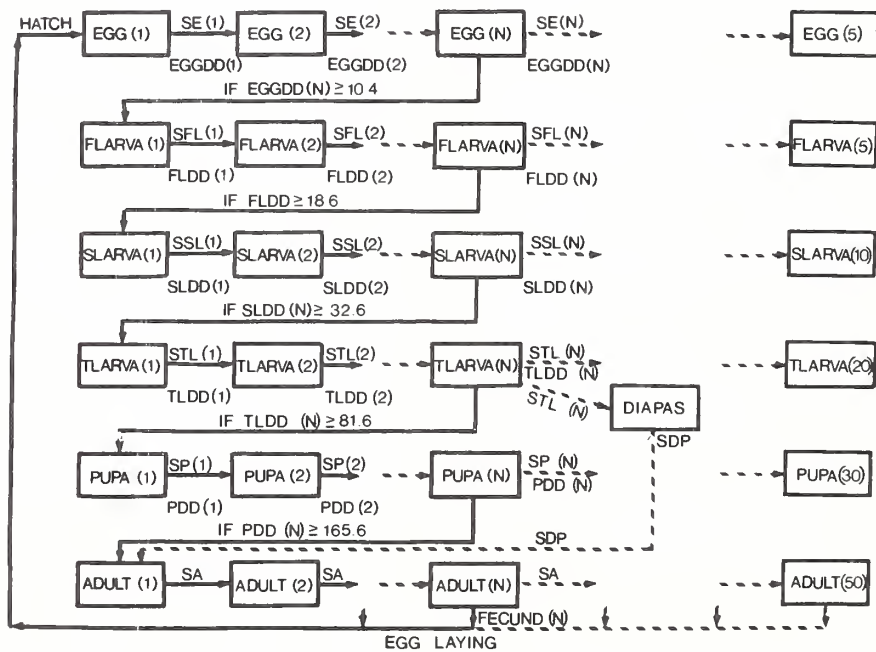 HATCH
EGG (1) SE (1) EGG (2) SE(2) EGG(N) SE(N) EGG (5)
EGGDD(1) EGGDD(2) EGGDD(N)
IF EGGDD(N) ≥ 10.4
FLARVA(1) SFL(1) FLARVA(2) SFL(2) FLARVA(N) SFL(N) FLARVA(5)
FLDD (1) FLDD (2) FLDD (N)
IF FLDD ≥ 18.6
SLARVA(1) SSL(1) SLARVA(2) SSL(2) SLARVA(N) SSL(N) SLARVA(10)
SLDD(1) SLDD(2) SLDD(N)
IF SLDD (N) ≥ 32.6
TLARVA(1) STL(1) TLARVA(2) STL(2) TLARVA(N) STL(N) TLARVA(20)
TLDD(1) TLDD(2) TLDD (N)
STL (N) DIAPAS
IF TLDD (N) ≥ 81.6
SDP
PUPA (1) SP(1) PUPA (2) SP(2) PUPA (N) SP (N) PUPA(30)
PDD(1) PDD(2) PDD (N)
IF PDD (N) ≥ 165.6
SDP
ADULT(1) SA ADULT(2) SA ADULT(N) SA ADULT(50)
FECUND(N)
EGG LAYING